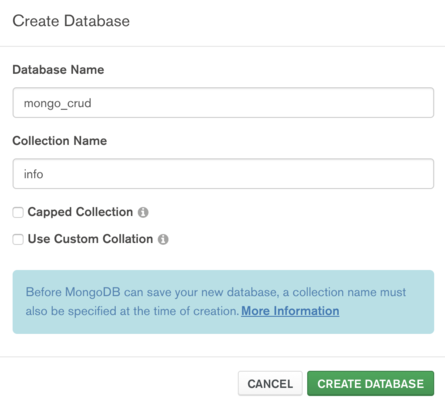 Create Database
Database Name
mongo_crud
Collection Name
info
Capped Collection
Use Custom Collation
Before MongoDB can save your new database, a collection name must
also be specified at the time of creation. More Information
CANCEL CREATE DATABASE